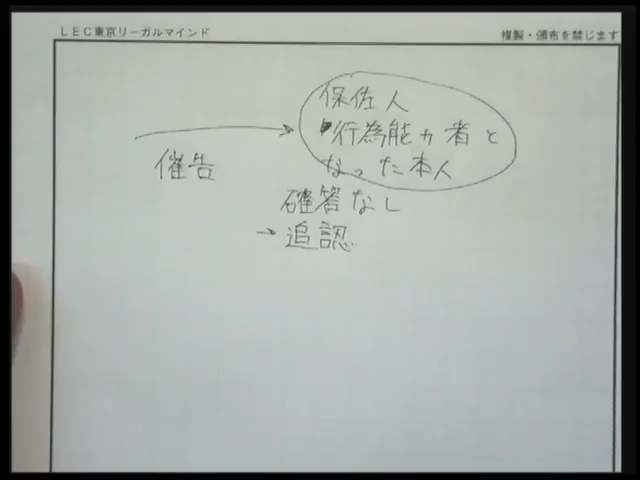 LEC東京リーガルマインド
複製・頒布を禁じます
保佐人
行為能力者と
なった本人
催告
確答なし
→追認